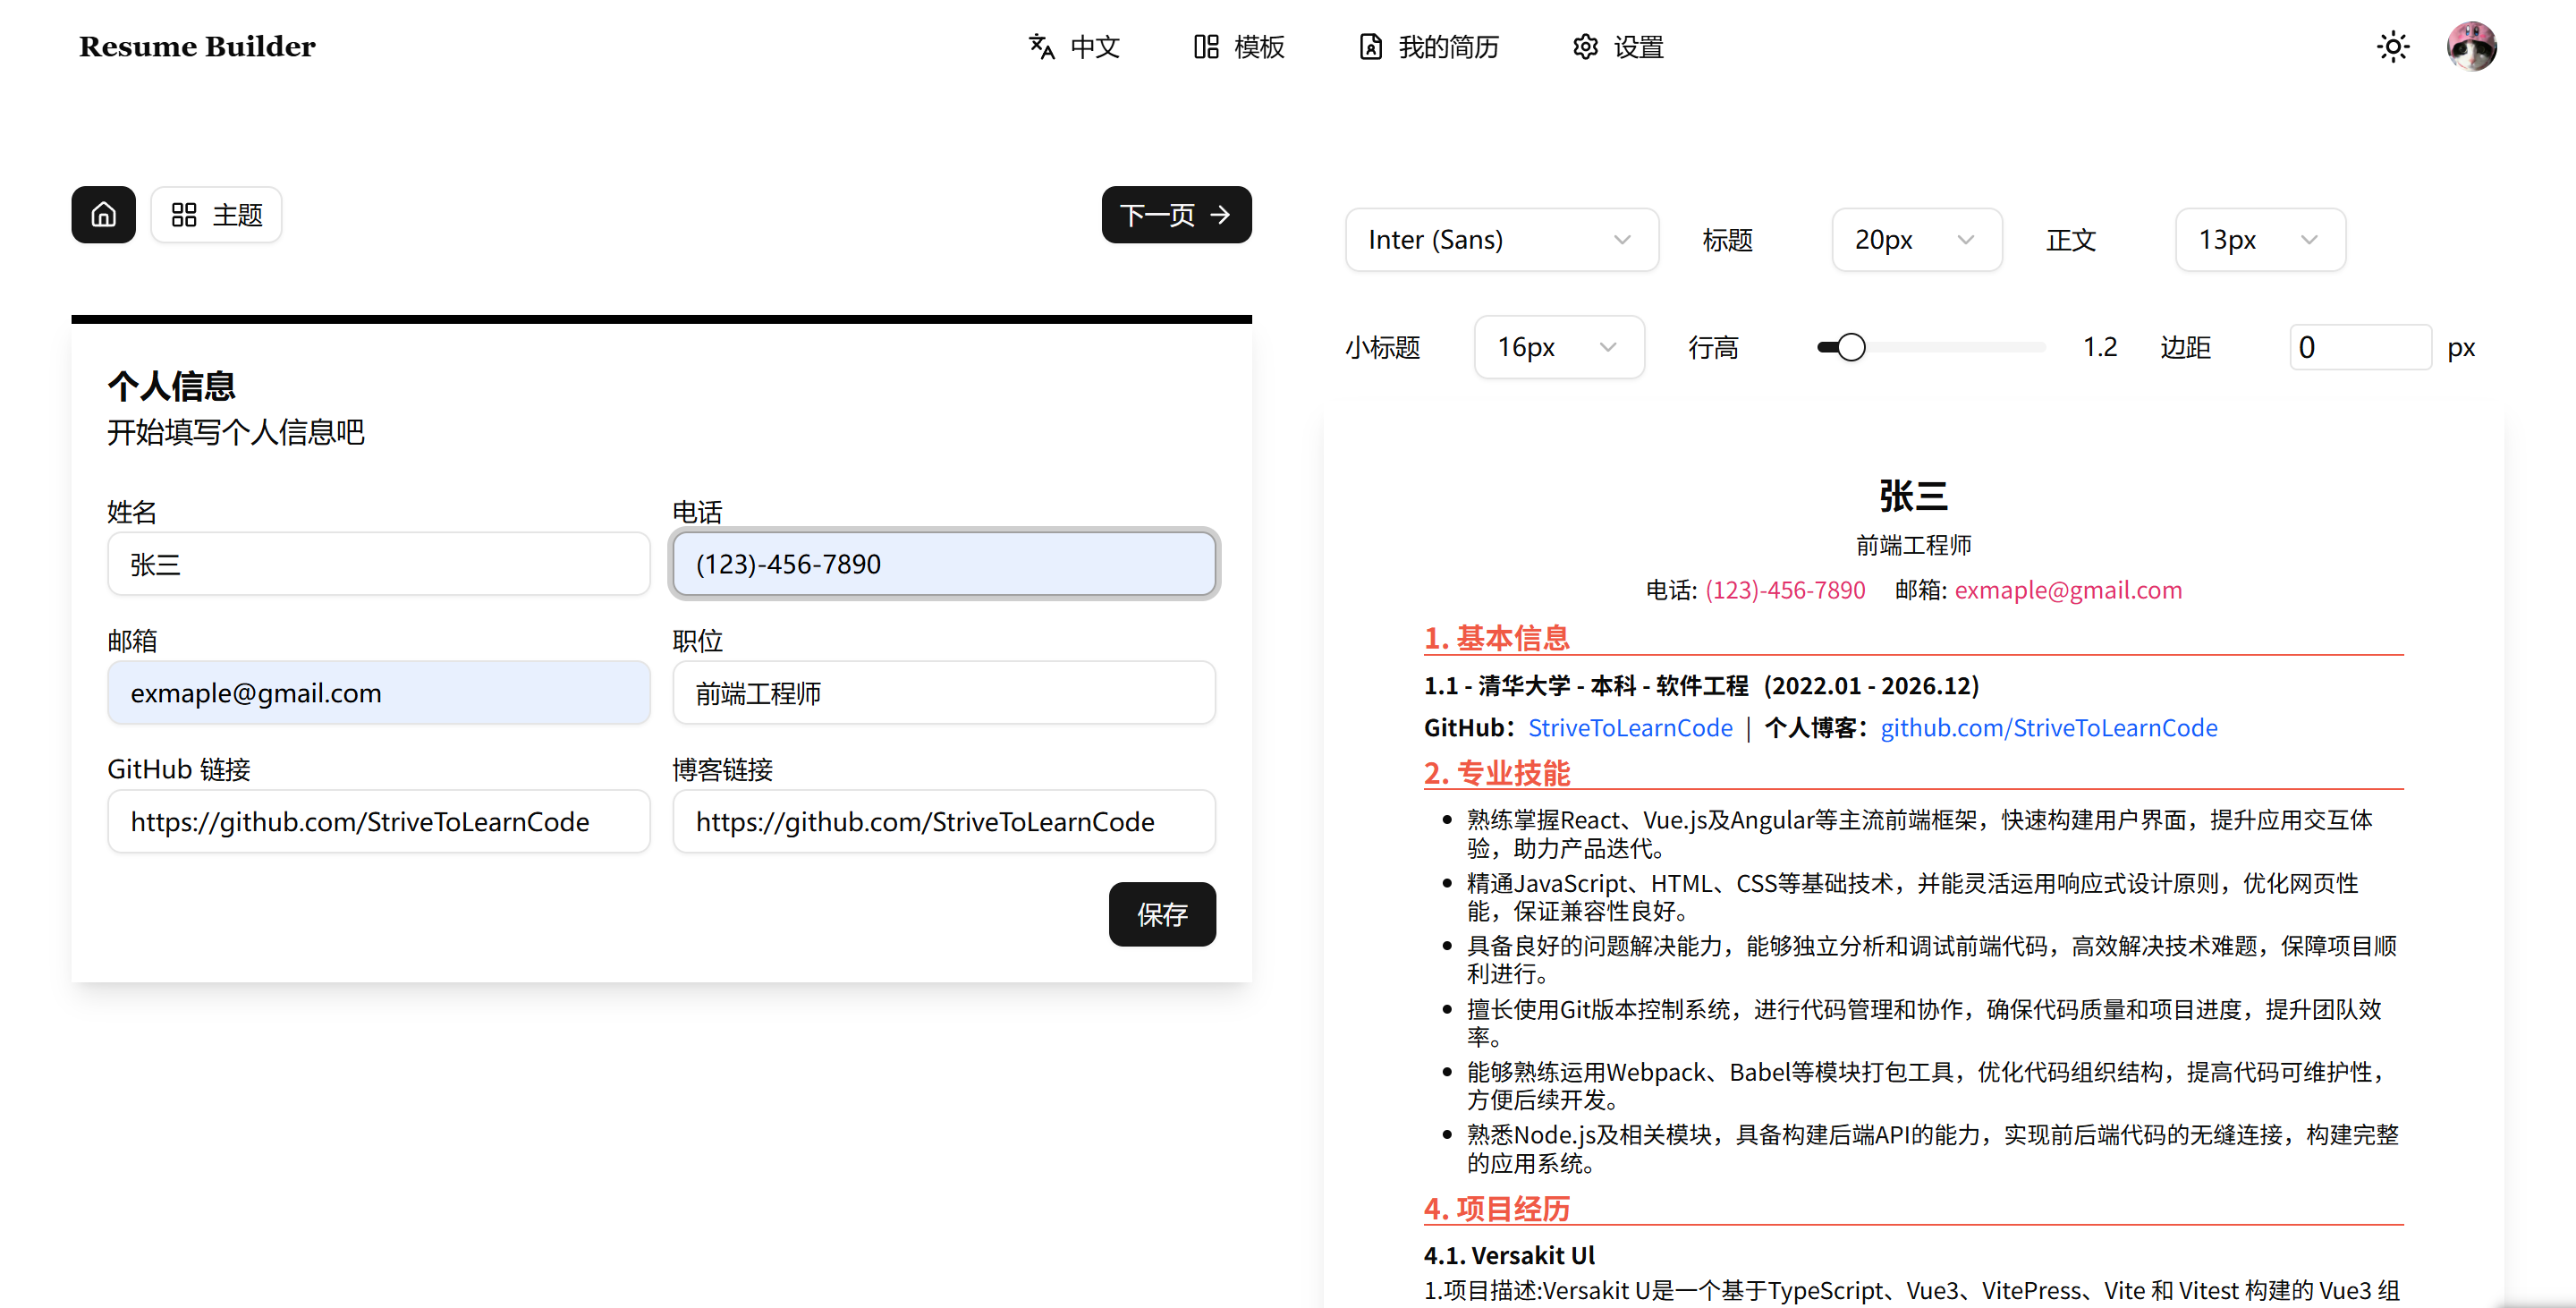 Resume Builder
中文
模板
我的简历
设置
主题
下一页
个人信息
开始填写个人信息吧
姓名
张三
电话
(123)-456-7890
邮箱
exmaple@gmail.com
职位
前端工程师
GitHub 链接
https://github.com/StriveToLearnCode
博客链接
https://github.com/StriveToLearnCode
保存
Inter (Sans)
标题
20px
正文
13px
小标题
16px
行高
1.2
边距
0
px
张三
前端工程师
电话: (123)-456-7890 邮箱: exmaple@gmail.com
1. 基本信息
1.1 - 清华大学 - 本科 - 软件工程 (2022.01 - 2026.12)
GitHub：StriveToLearnCode | 个人博客：github.com/StriveToLearnCode
2. 专业技能
熟练掌握React、Vue.js及Angular等主流前端框架，快速构建用户界面，提升应用交互体
验，助力产品迭代。
精通JavaScript、HTML、CSS等基础技术，并能灵活运用响应式设计原则，优化网页性
能，保证兼容性良好。
具备良好的问题解决能力，能够独立分析和调试前端代码，高效解决技术难题，保障项目顺
利进行。
擅长使用Git版本控制系统，进行代码管理和协作，确保代码质量和项目进度，提升团队效
率。
能够熟练运用Webpack、Babel等模块打包工具，优化代码组织结构，提高代码可维护性，
方便后续开发。
熟悉Node.js及相关模块，具备构建后端API的能力，实现前后端代码的无缝连接，构建完整
的应用系统。
4. 项目经历
4.1. Versakit Ul
1.项目描述:Versakit U是一个基于TypeScript、Vue3、VitePress、Vite 和 Vitest 构建的 Vue3 组